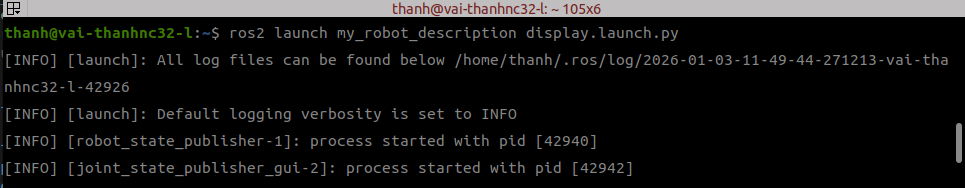 thanh@vai-thanhnc32-l: ~ 105x6
thanh@vai-thanhnc32-l:~$ ros2 launch my_robot_description display.launch.py
[INFO] [launch]: All log files can be found below /home/thanh/.ros/log/2026-01-03-11-49-44-271213-vai-tha
nhnc32-l-42926
[INFO] [launch]: Default logging verbosity is set to INFO
[INFO] [robot_state_publisher-1]: process started with pid [42940]
[INFO] [joint_state_publisher_gui-2]: process started with pid [42942]